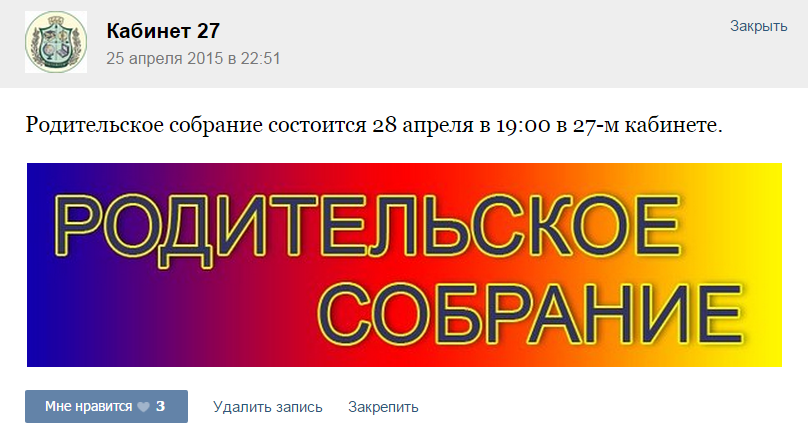 Кабинет 27
Закрыть
25 апреля 2015 в 22:51
Родительское собрание состоится 28 апреля в 19:00 в 27-м кабинете.
РОДИТЕЛЬСКОЕ
СОБРАНИЕ
Мне нравится 3 Удалить запись Закрепить